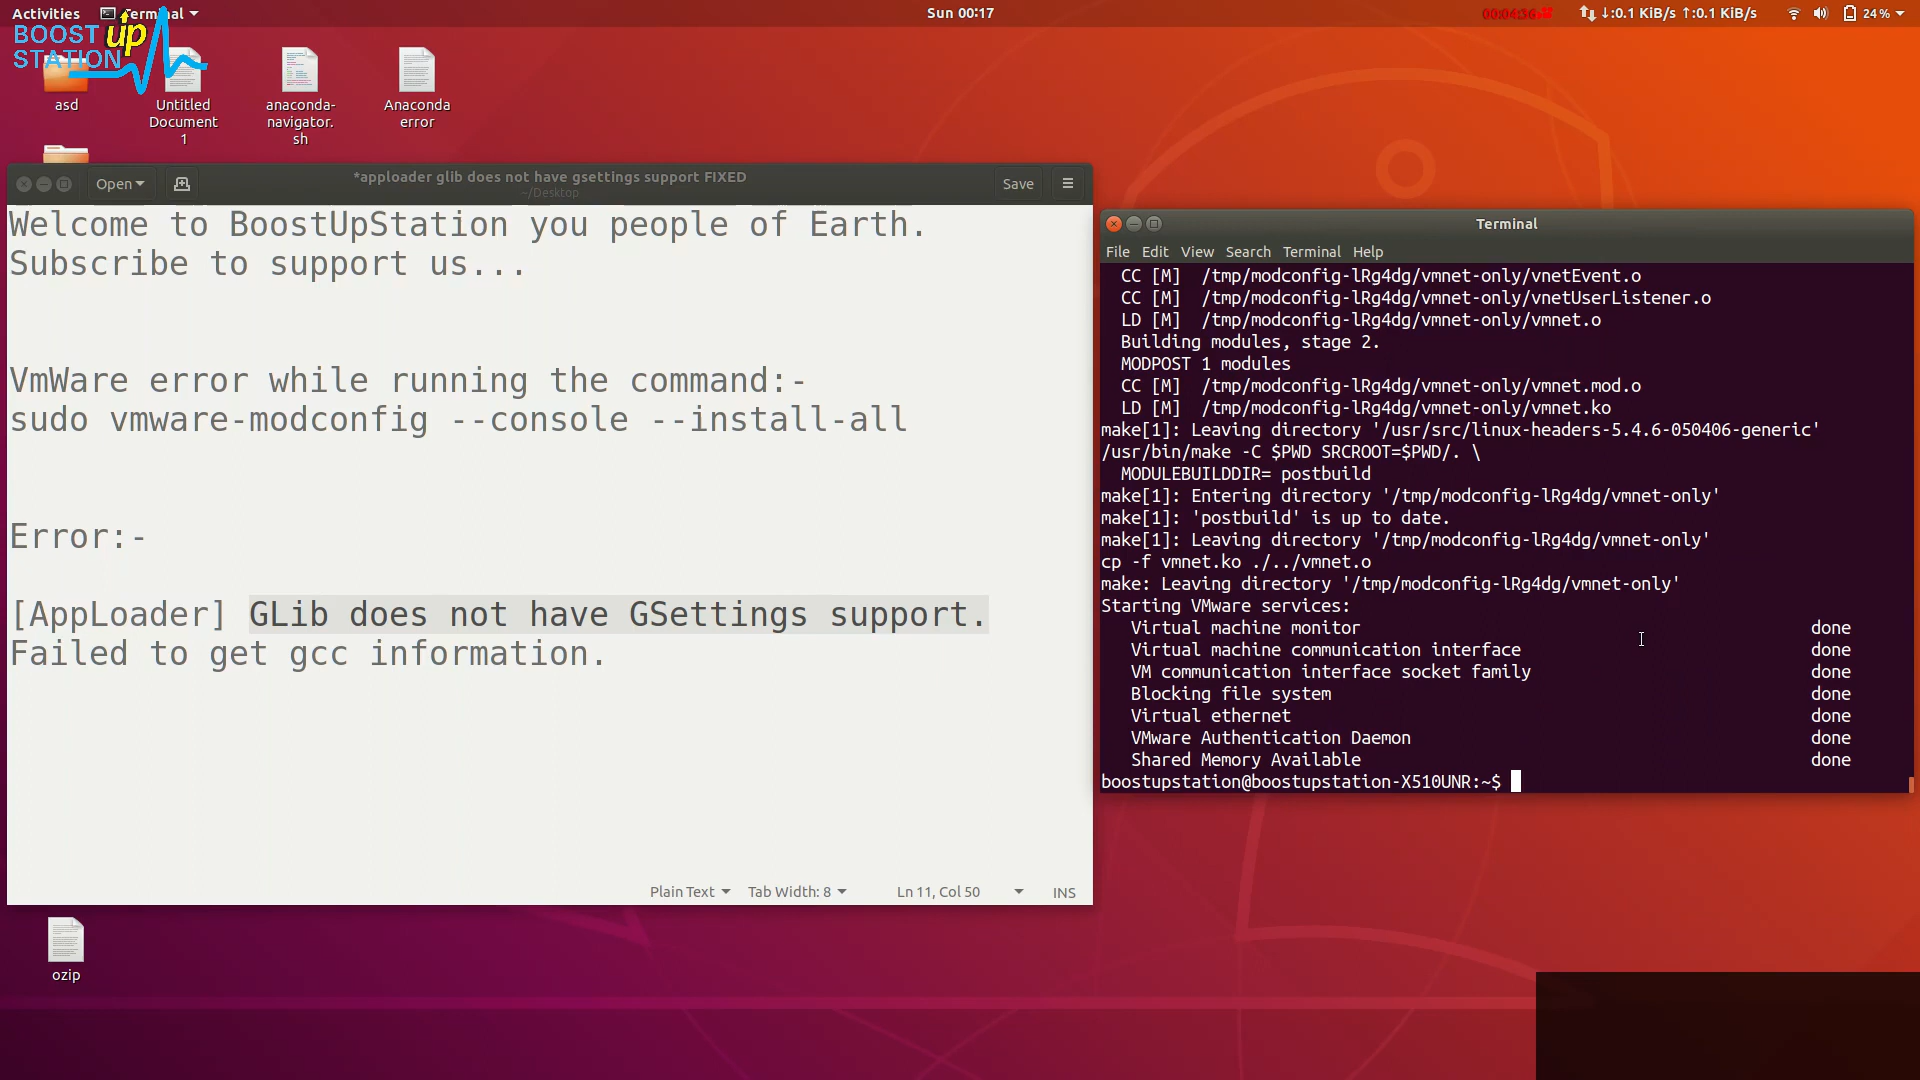 Activities Terminal Sun 00:17 00:04:36 ↓:0.1 KiB/s ↑:0.1 KiB/s 24%
BOOST up
STATION
asd
Untitled
Document
1
anaconda-
navigator.
sh
Anaconda
error
Open
*apploader glib does not have gsettings support FIXED
~/Desktop
Save
Welcome to BoostUpStation you people of Earth.
Subscribe to support us...
VmWare error while running the command:-
sudo vmware-modconfig --console --install-all
Error:-
[AppLoader] GLib does not have GSettings support.
Failed to get gcc information.
Plain Text Tab Width: 8 Ln 11, Col 50 INS
ozip
Terminal
File Edit View Search Terminal Help
CC [M] /tmp/modconfig-lRg4dg/vmnet-only/vnetEvent.o
CC [M] /tmp/modconfig-lRg4dg/vmnet-only/vnetUserListener.o
LD [M] /tmp/modconfig-lRg4dg/vmnet-only/vmnet.o
Building modules, stage 2.
MODPOST 1 modules
CC [M] /tmp/modconfig-lRg4dg/vmnet-only/vmnet.mod.o
LD [M] /tmp/modconfig-lRg4dg/vmnet-only/vmnet.ko
make[1]: Leaving directory '/usr/src/linux-headers-5.4.6-050406-generic'
/usr/bin/make -C $PWD SRCROOT=$PWD/. \
MODULEBUILDDIR= postbuild
make[1]: Entering directory '/tmp/modconfig-lRg4dg/vmnet-only'
make[1]: 'postbuild' is up to date.
make[1]: Leaving directory '/tmp/modconfig-lRg4dg/vmnet-only'
cp -f vmnet.ko ./../vmnet.o
make: Leaving directory '/tmp/modconfig-lRg4dg/vmnet-only'
Starting VMware services:
Virtual machine monitor done
Virtual machine communication interface done
VM communication interface socket family done
Blocking file system done
Virtual ethernet done
VMware Authentication Daemon done
Shared Memory Available done
boostupstation@boostupstation-X510UNR:~$